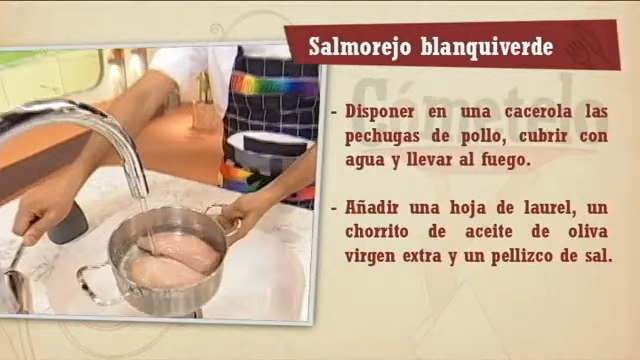 Salmorejo blanquiverde
- Disponer en una cacerola las
pechugas de pollo, cubrir con
agua y llevar al fuego.
- Añadir una hoja de laurel, un
chorrito de aceite de oliva
virgen extra y un pellizco de sal.
Cómetelo